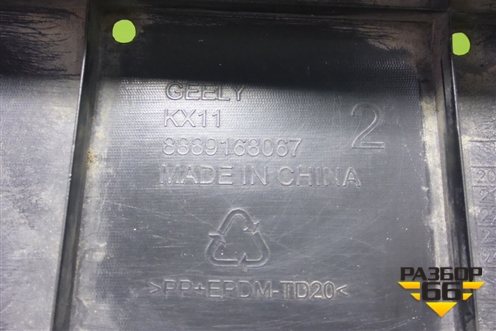 GEELY
KX11
8889168067
2
MADE IN CHINA
>PP+EPDM-TD20<
РАЗБОР
66